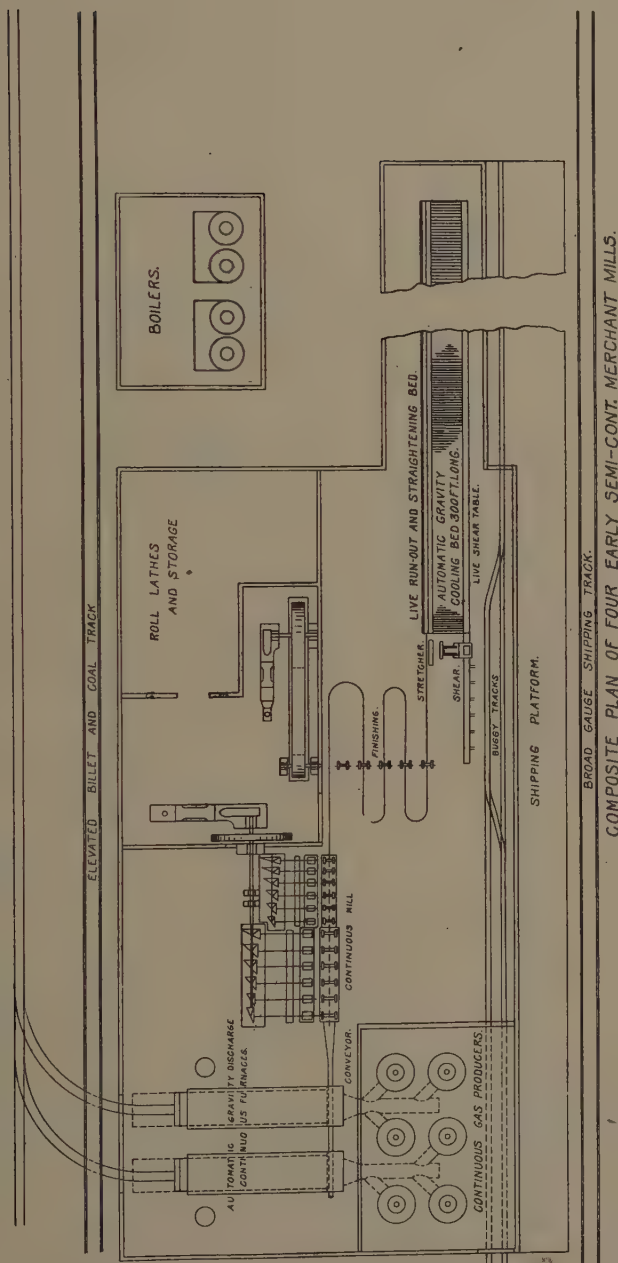 ELEVATED BILLET AND COAL TRACK
BOILERS.
ROLL LATHES
AND STORAGE
AUTOMATIC GRAVITY DISCHARGE
CONTINUOUS FURNACES.
CONVEYOR.
CONTINUOUS MILL
FINISHING.
STRETCHER.
SHEAR.
LIVE RUN-OUT AND STRAIGHTENING BED.
AUTOMATIC GRAVITY
COOLING BED 300FT. LONG.
LIVE SHEAR TABLE.
BUGGY TRACKS
CONTINUOUS GAS PRODUCERS.
SHIPPING PLATFORM.
BROAD GAUGE SHIPPING TRACK.
COMPOSITE PLAN OF FOUR EARLY SEMI-CONT. MERCHANT MILLS.